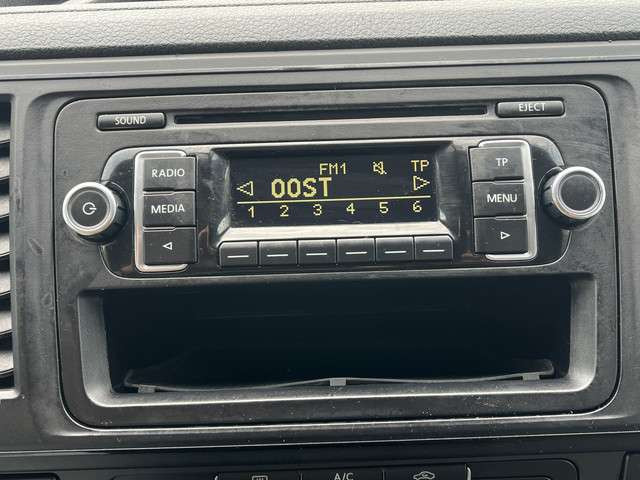 SOUND
EJECT
RADIO
FM1
TP
TP
OOST
MEDIA
MENU
1 2 3 4 5 6
A/C